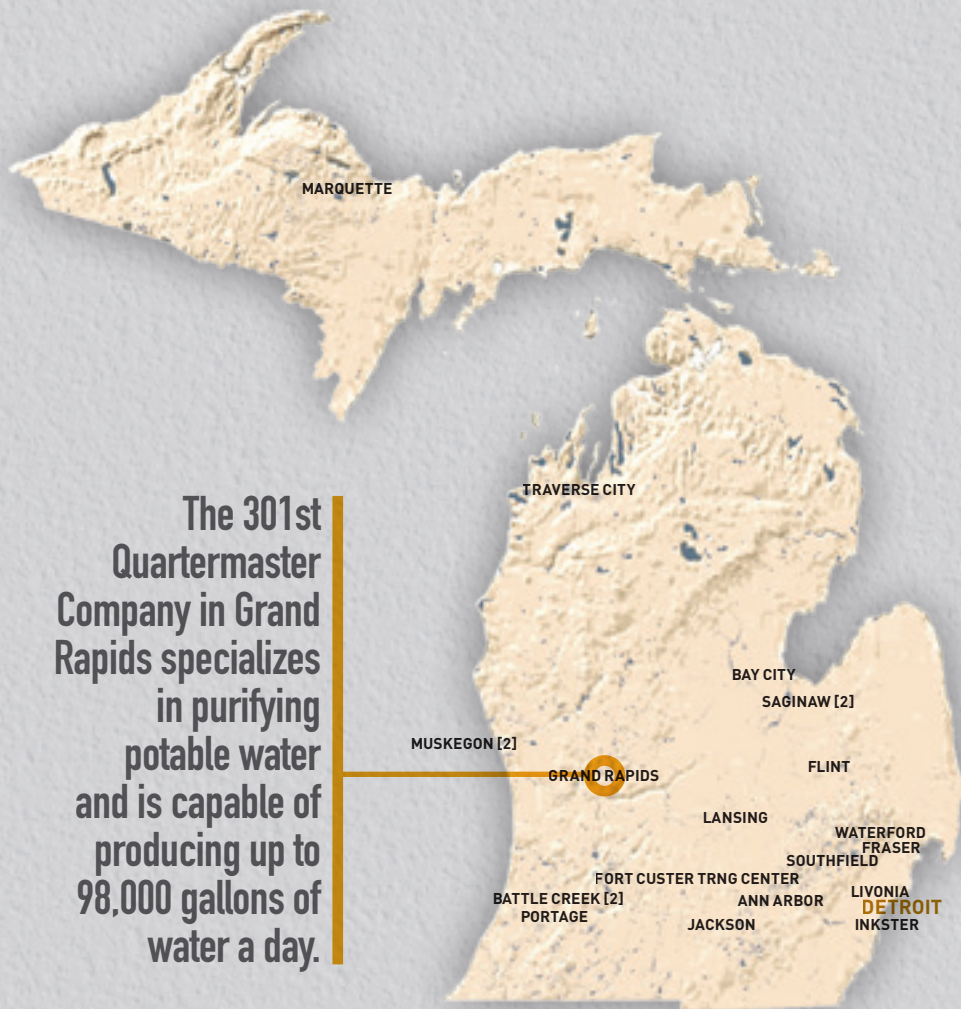 MARQUETTE
TRAVERSE CITY
The 301st
Quartermaster
Company in Grand
Rapids specializes
in purifying
potable water
and is capable of
producing up to
98,000 gallons of
water a day.
BAY CITY
SAGINAW [2]
MUSKEGON [2]
GRAND RAPIDS
FLINT
LANSING
WATERFORD
FRASER
SOUTHFIELD
FORT CUSTER TRNG CENTER
LIVONIA
BATTLE CREEK [2]
ANN ARBOR
DETROIT
PORTAGE
JACKSON
INKSTER